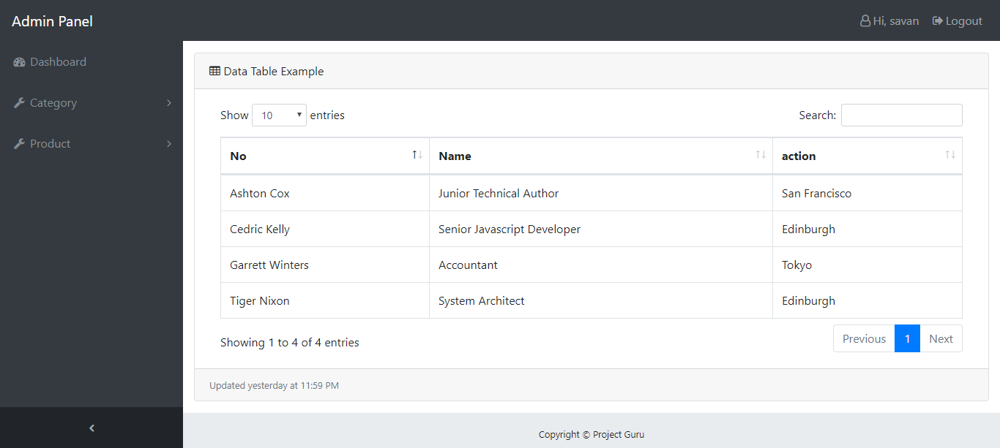 Admin Panel
Hi, savan Logout
Dashboard
Category
Product
Data Table Example
Show 10 entries
Search:
No Name action
Ashton Cox Junior Technical Author San Francisco
Cedric Kelly Senior Javascript Developer Edinburgh
Garrett Winters Accountant Tokyo
Tiger Nixon System Architect Edinburgh
Showing 1 to 4 of 4 entries
Previous 1 Next
Updated yesterday at 11:59 PM
Copyright © Project Guru